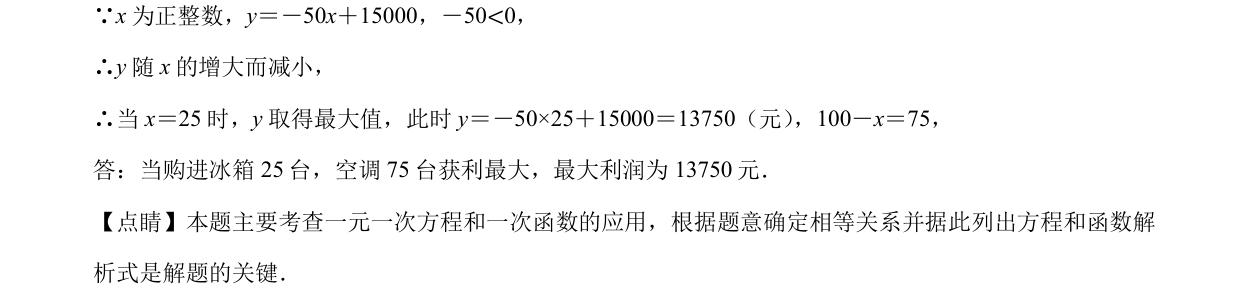 ∵x 为正整数，y＝－50x＋15000，－50<0，
∴y 随 x 的增大而减小，
∴当 x＝25 时，y 取得最大值，此时 y＝－50×25＋15000＝13750（元），100－x＝75，
答：当购进冰箱 25 台，空调 75 台获利最大，最大利润为 13750 元．
【点睛】本题主要考查一元一次方程和一次函数的应用，根据题意确定相等关系并据此列出方程和函数解
析式是解题的关键．